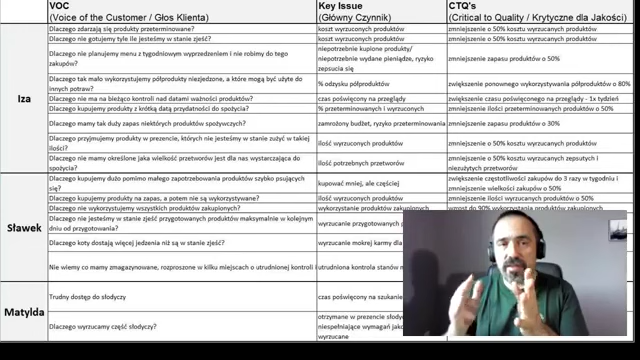 VOC
(Voice of the Customer / Głos Klienta)
Key Issue
(Główny Czynnik)
CTQ's
(Critical to Quality / Krytyczne dla Jakości)
Iza
Dlaczego zdarzają się produkty przeterminowane?
koszt wyrzuconych produktów
zmniejszenie o 50% kosztu wyrzucanych produktów
Dlaczego nie gotujemy tyle ile jesteśmy w stanie zjeść?
koszt wyrzuconych produktów
zmniejszenie o 50% kosztu wyrzucanych produktów
Dlaczego nie planujemy menu z tygodniowym wyprzedzeniem i nie robimy do tego
zakupów?
niepotrzebnie kupione produkty/
niepotrzebnie wydane pieniądze, ryzyko
zepsucia się
zmniejszenie zapasu produktów o 50%
Dlaczego tak mało wykorzystujemy półprodukty niezjedzone, a które mogą być użyte do
innych potraw?
% odzysku półproduktów
zwiększenie ponownego wykorzystywania półproduktów o 80%
Dlaczego nie ma na bieżąco kontroli nad datami ważności produktów?
czas poświęcony na przeglądy
zwiększenie czasu poświęconego na przeglądy - 1x tydzień
Dlaczego kupujemy produkty z krótką datą przydatności do spożycia?
% przeterminowanych i wyrzuconych
zmniejszenie ilości przeterminowanych produktów o 50%
Dlaczego mamy tak duży zapas niektórych produktów spożywczych?
zamrożony budżet, ryzyko przeterminowania
zmniejszenie zapasu produktów o 30%
Dlaczego przyjmujemy produkty w prezencie, których nie jesteśmy w stanie zużyć w takiej
ilości?
ilość wyrzuconych produktów
zmniejszenie o 50% kosztu wyrzucanych produktów
Dlaczego nie mamy określone jaka wielkość przetworów jest dla nas wystarczająca do
spożycia?
ilość potrzebnych przetworów
zmniejszenie o 50% kosztu wyrzucanych zepsutych i
niezużytych przetworów
Sławek
Dlaczego kupujemy dużo pomimo małego zapotrzebowania produktów szybko psujących
się?
kupować mniej, ale częściej
zwiększenie częstotliwości zakupów do 3 razy w tygodniu i
zmniejszenie wielkości zakupów o 50%
Dlaczego kupujemy produkty na zapas, a potem nie są wykorzystywane?
ilość wyrzuconych produktów
zmniejszenie ilości wyrzucanych produktów o 50%
Dlaczego nie wykorzystujemy wszystkich produktów zakupionych?
wykorzystanie produktów zakupionych
wzrost do 90% wykorzystania produktów zakupionych
Dlaczego nie jesteśmy w stanie zjeść przygotowanych produktów maksymalnie w kolejnym
dniu od przygotowania?
wyrzucanie przygotowanych
Dlaczego koty dostają więcej jedzenia niż są w stanie zjeść?
wyrzucanie mokrej karmy dla
Nie wiemy co mamy zmagazynowane, rozproszone w kilku miejscach o utrudnionej kontroli
utrudniona kontrola stanów
Matylda
Trudny dostęp do słodyczy
czas poświęcony na szukanie
Dlaczego wyrzucamy część słodyczy?
otrzymane w prezencie słodycze
niespełniające wymagań
wyrzucane